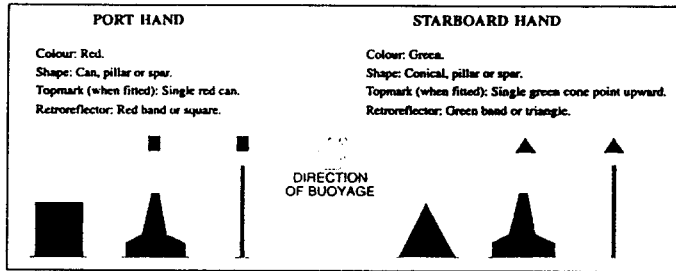 PORT HAND
Colour: Red.
Shape: Can, pillar or spar.
Topmark (when fitted): Single red can.
Retroreflector: Red band or square.
STARBOARD HAND
Colour: Green.
Shape: Conical, pillar or spar.
Topmark (when fitted): Single green cone point upward.
Retroreflector: Green band or triangle.
DIRECTION
OF BUOYAGE